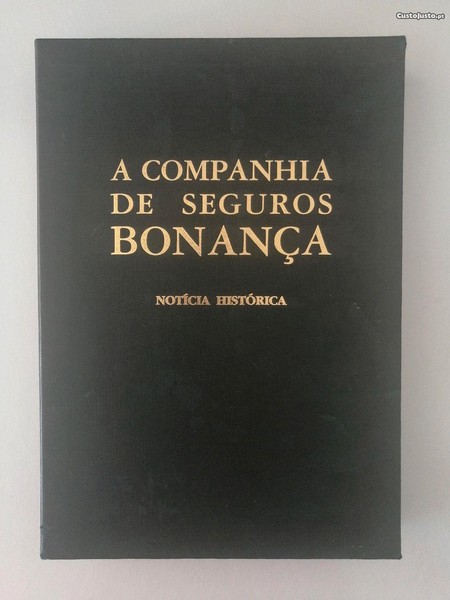 CustoJusto.pt
A COMPANHIA
DE SEGUROS
BONANÇA
NOTÍCIA HISTÓRICA